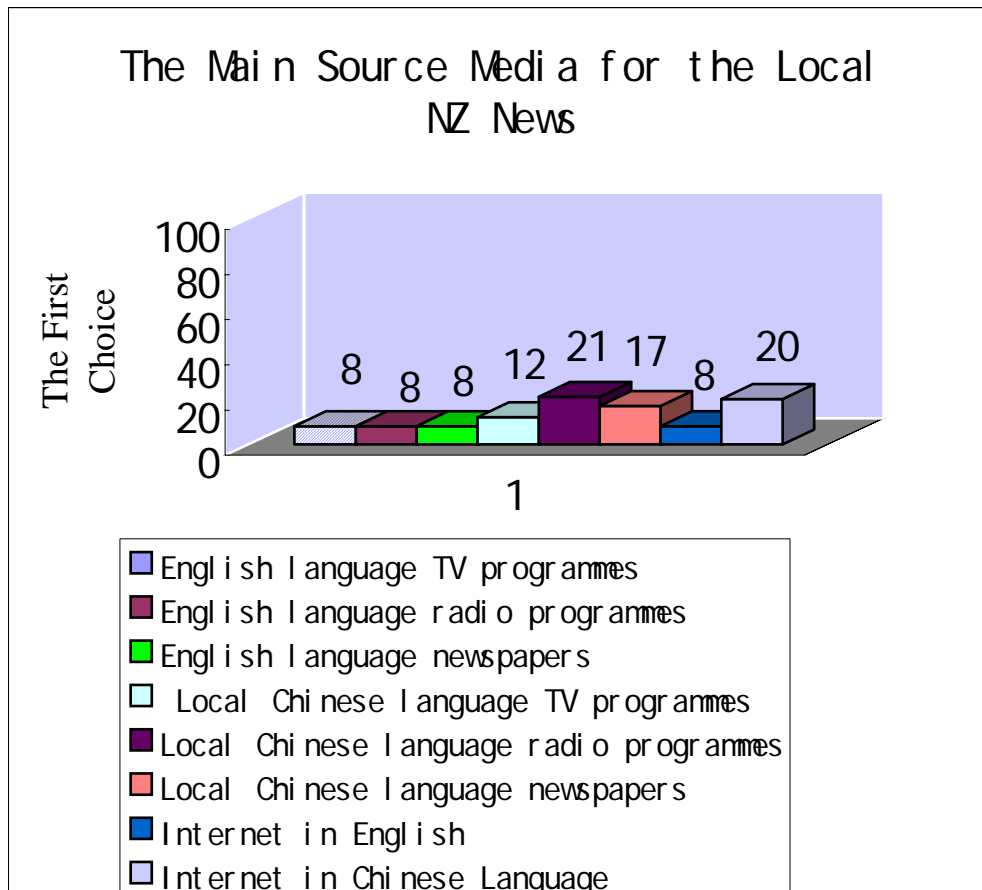 The Main Source Media for the Local
NZ News
The First
Choice
100
80
60
40
20
0
8
8
8
12
21
17
8
20
1
English language TV programmes
English language radio programmes
English language newspapers
Local Chinese language TV programmes
Local Chinese language radio programmes
Local Chinese language newspapers
Internet in English
Internet in Chinese Language